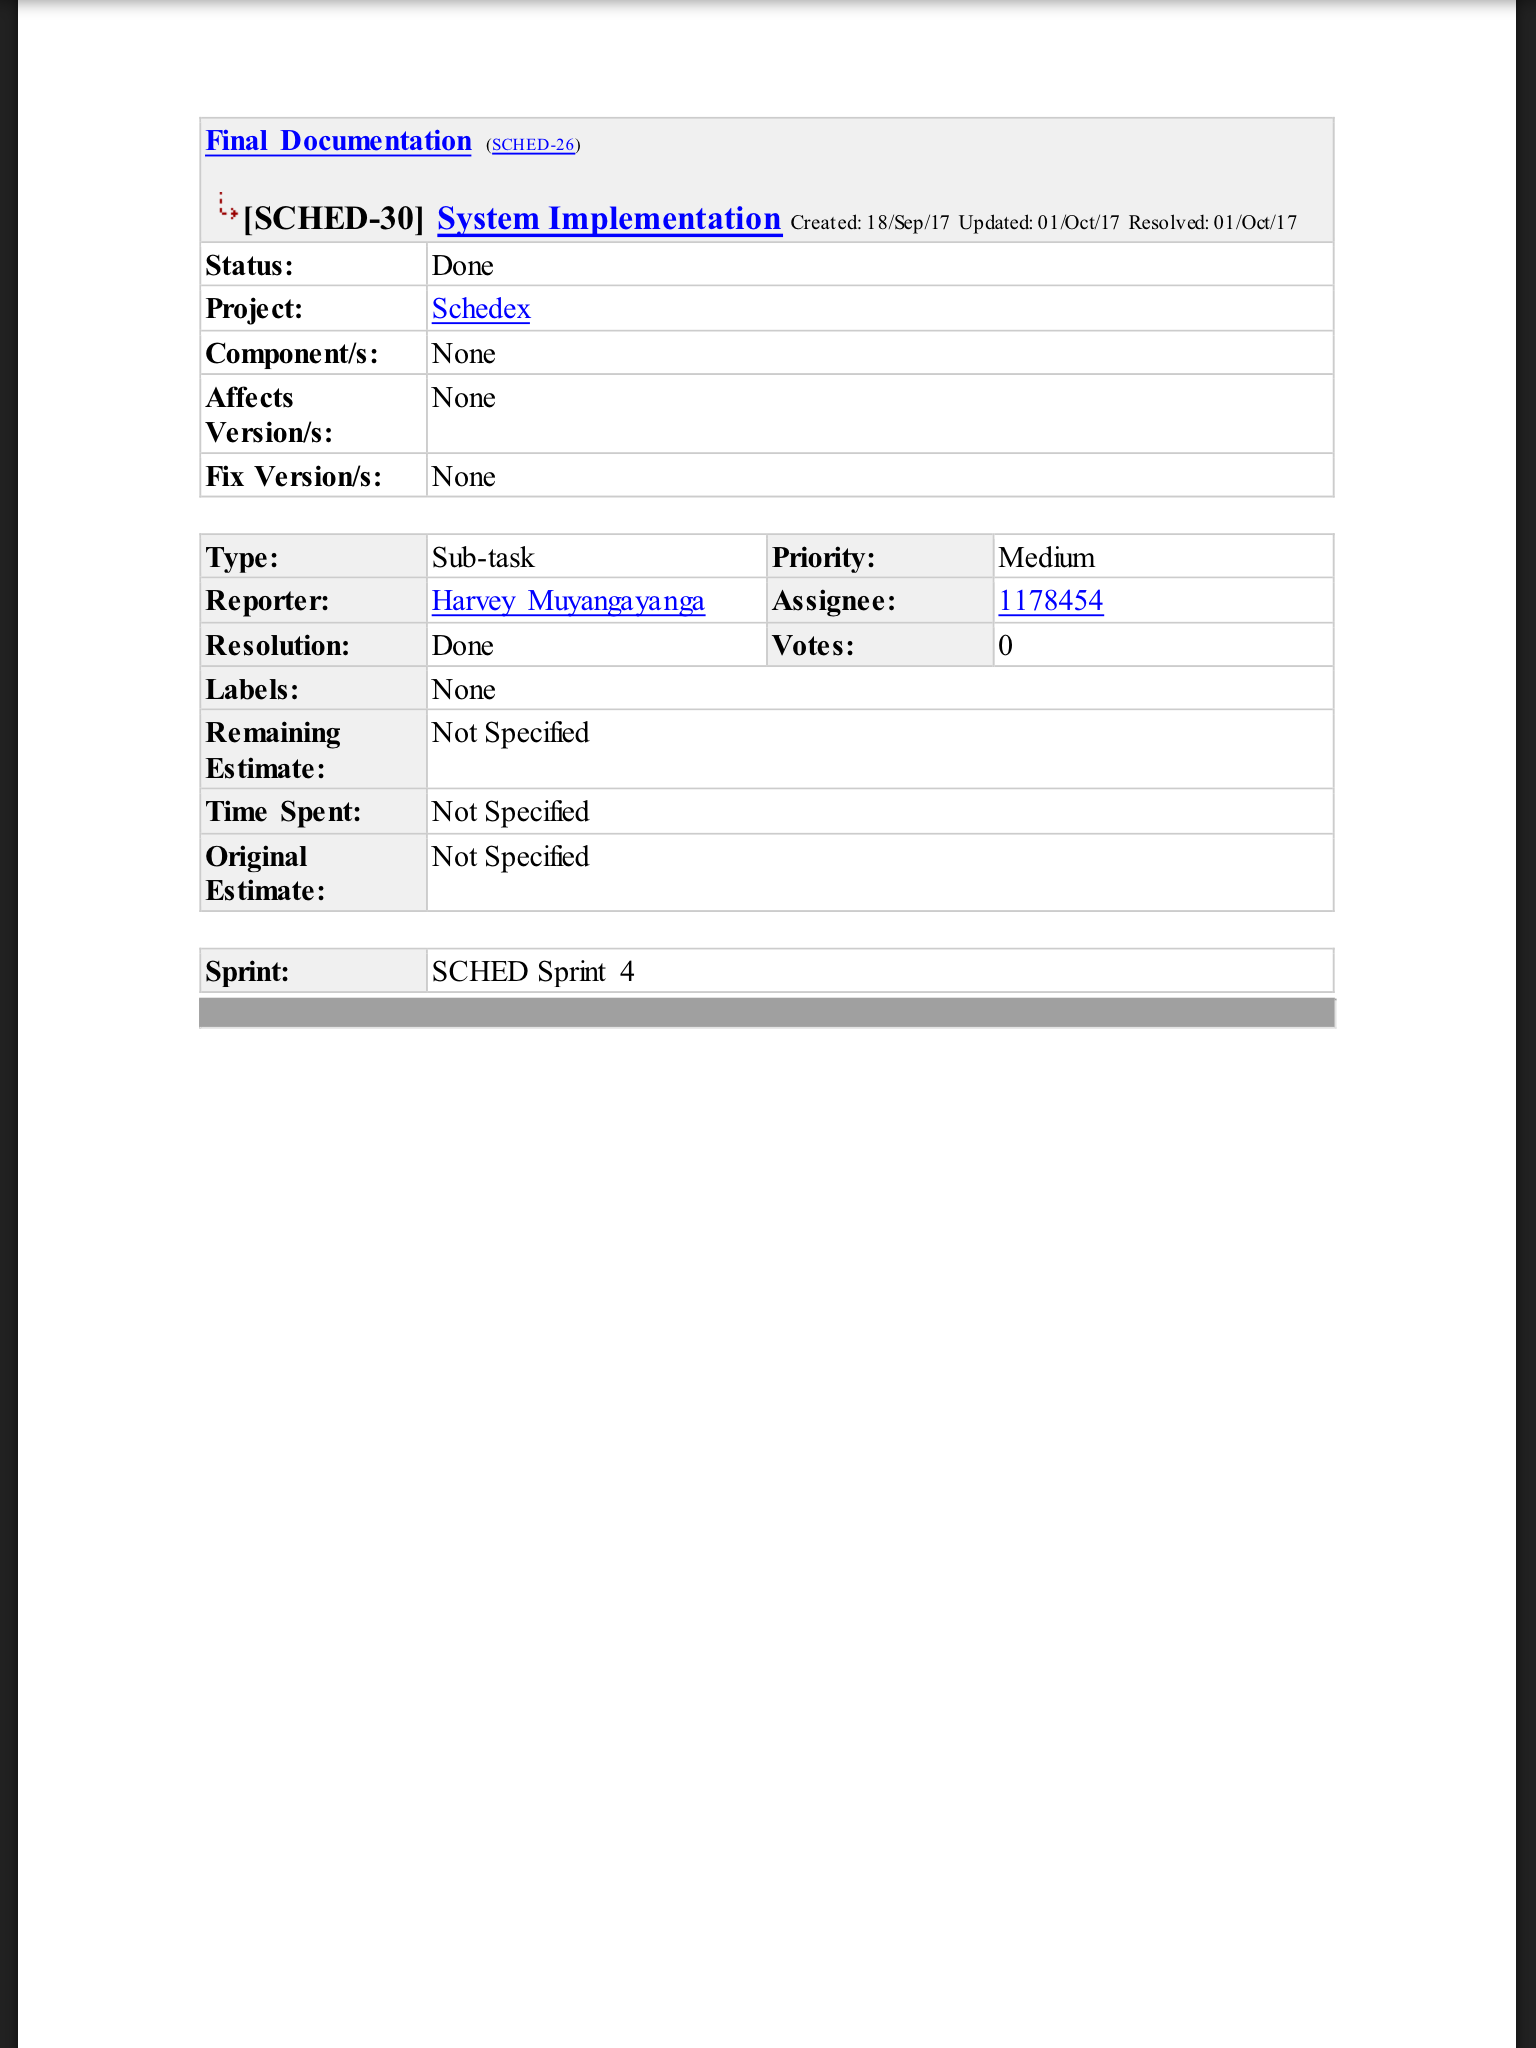 Final Documentation (SCHED-26)
[SCHED-30] System Implementation Created: 18/Sep/17 Updated: 01/Oct/17 Resolved: 01/Oct/17
Status: Done
Project: Schedex
Component/s: None
Affects None
Version/s:
Fix Version/s: None
Type: Sub-task Priority: Medium
Reporter: Harvey Muyangayanga Assignee: 1178454
Resolution: Done Votes: 0
Labels: None
Remaining Not Specified
Estimate:
Time Spent: Not Specified
Original Not Specified
Estimate:
Sprint: SCHED Sprint 4